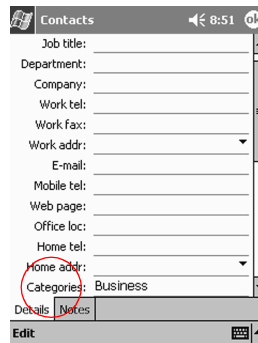 Contacts 8:51 ok
Job title:
Department:
Company:
Work tel:
Work fax:
Work addr:
E-mail:
Mobile tel:
Web page:
Office loc:
Home tel:
Home addr:
Categories: Business
Details Notes
Edit